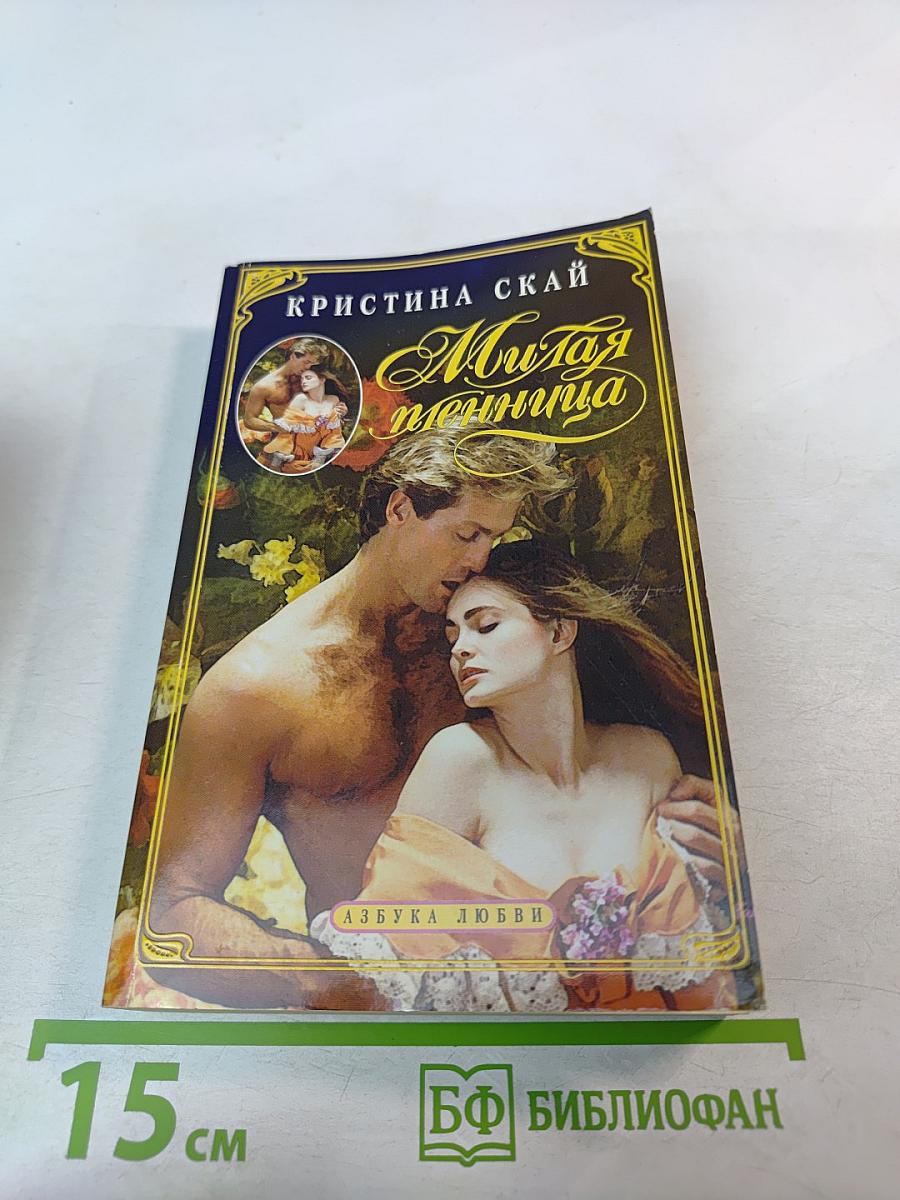 КРИСТИНА СКАЙ
Милая
пленница
АЗБУКА ЛЮБВИ
15 см
БФ БИБЛИОФАН